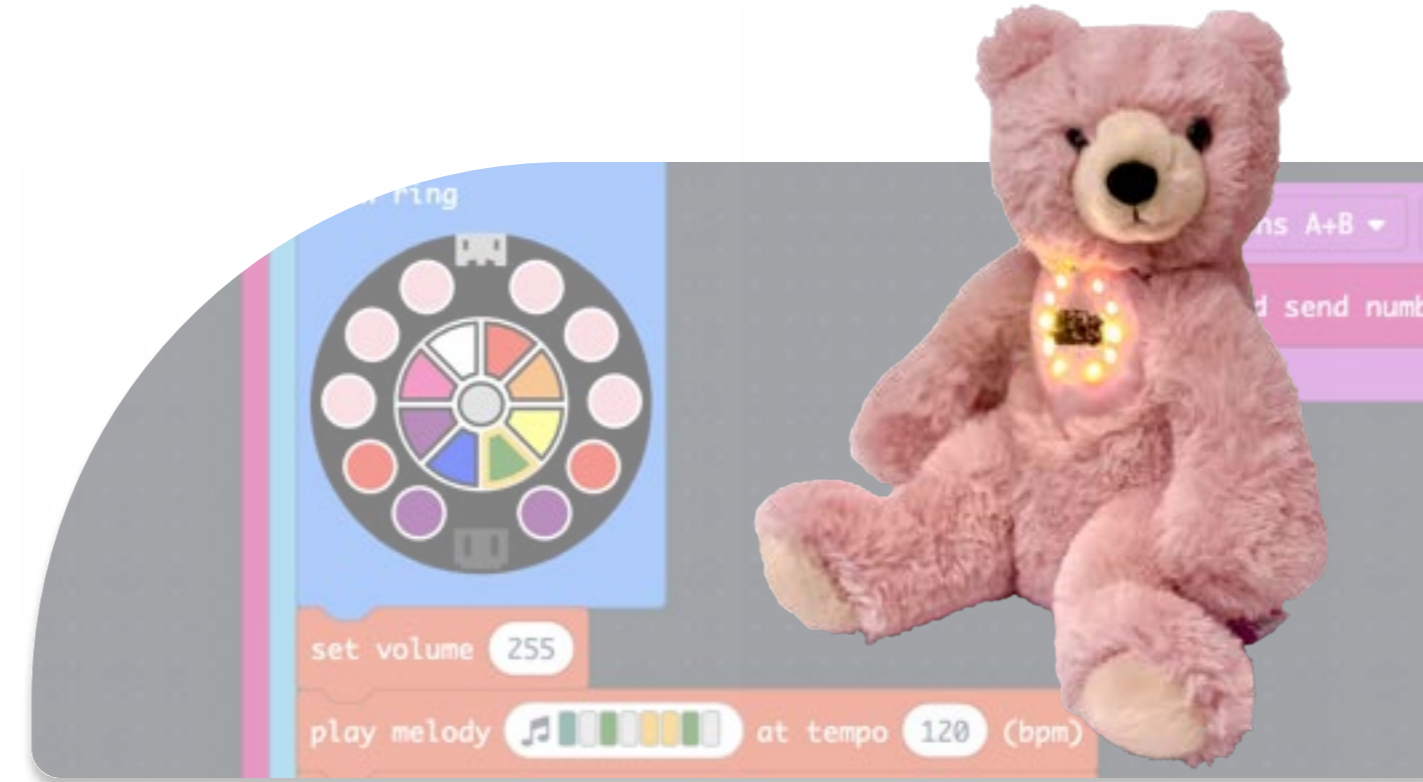 ring
ns A+B
d send numb
set volume 255
play melody at tempo 120 (bpm)